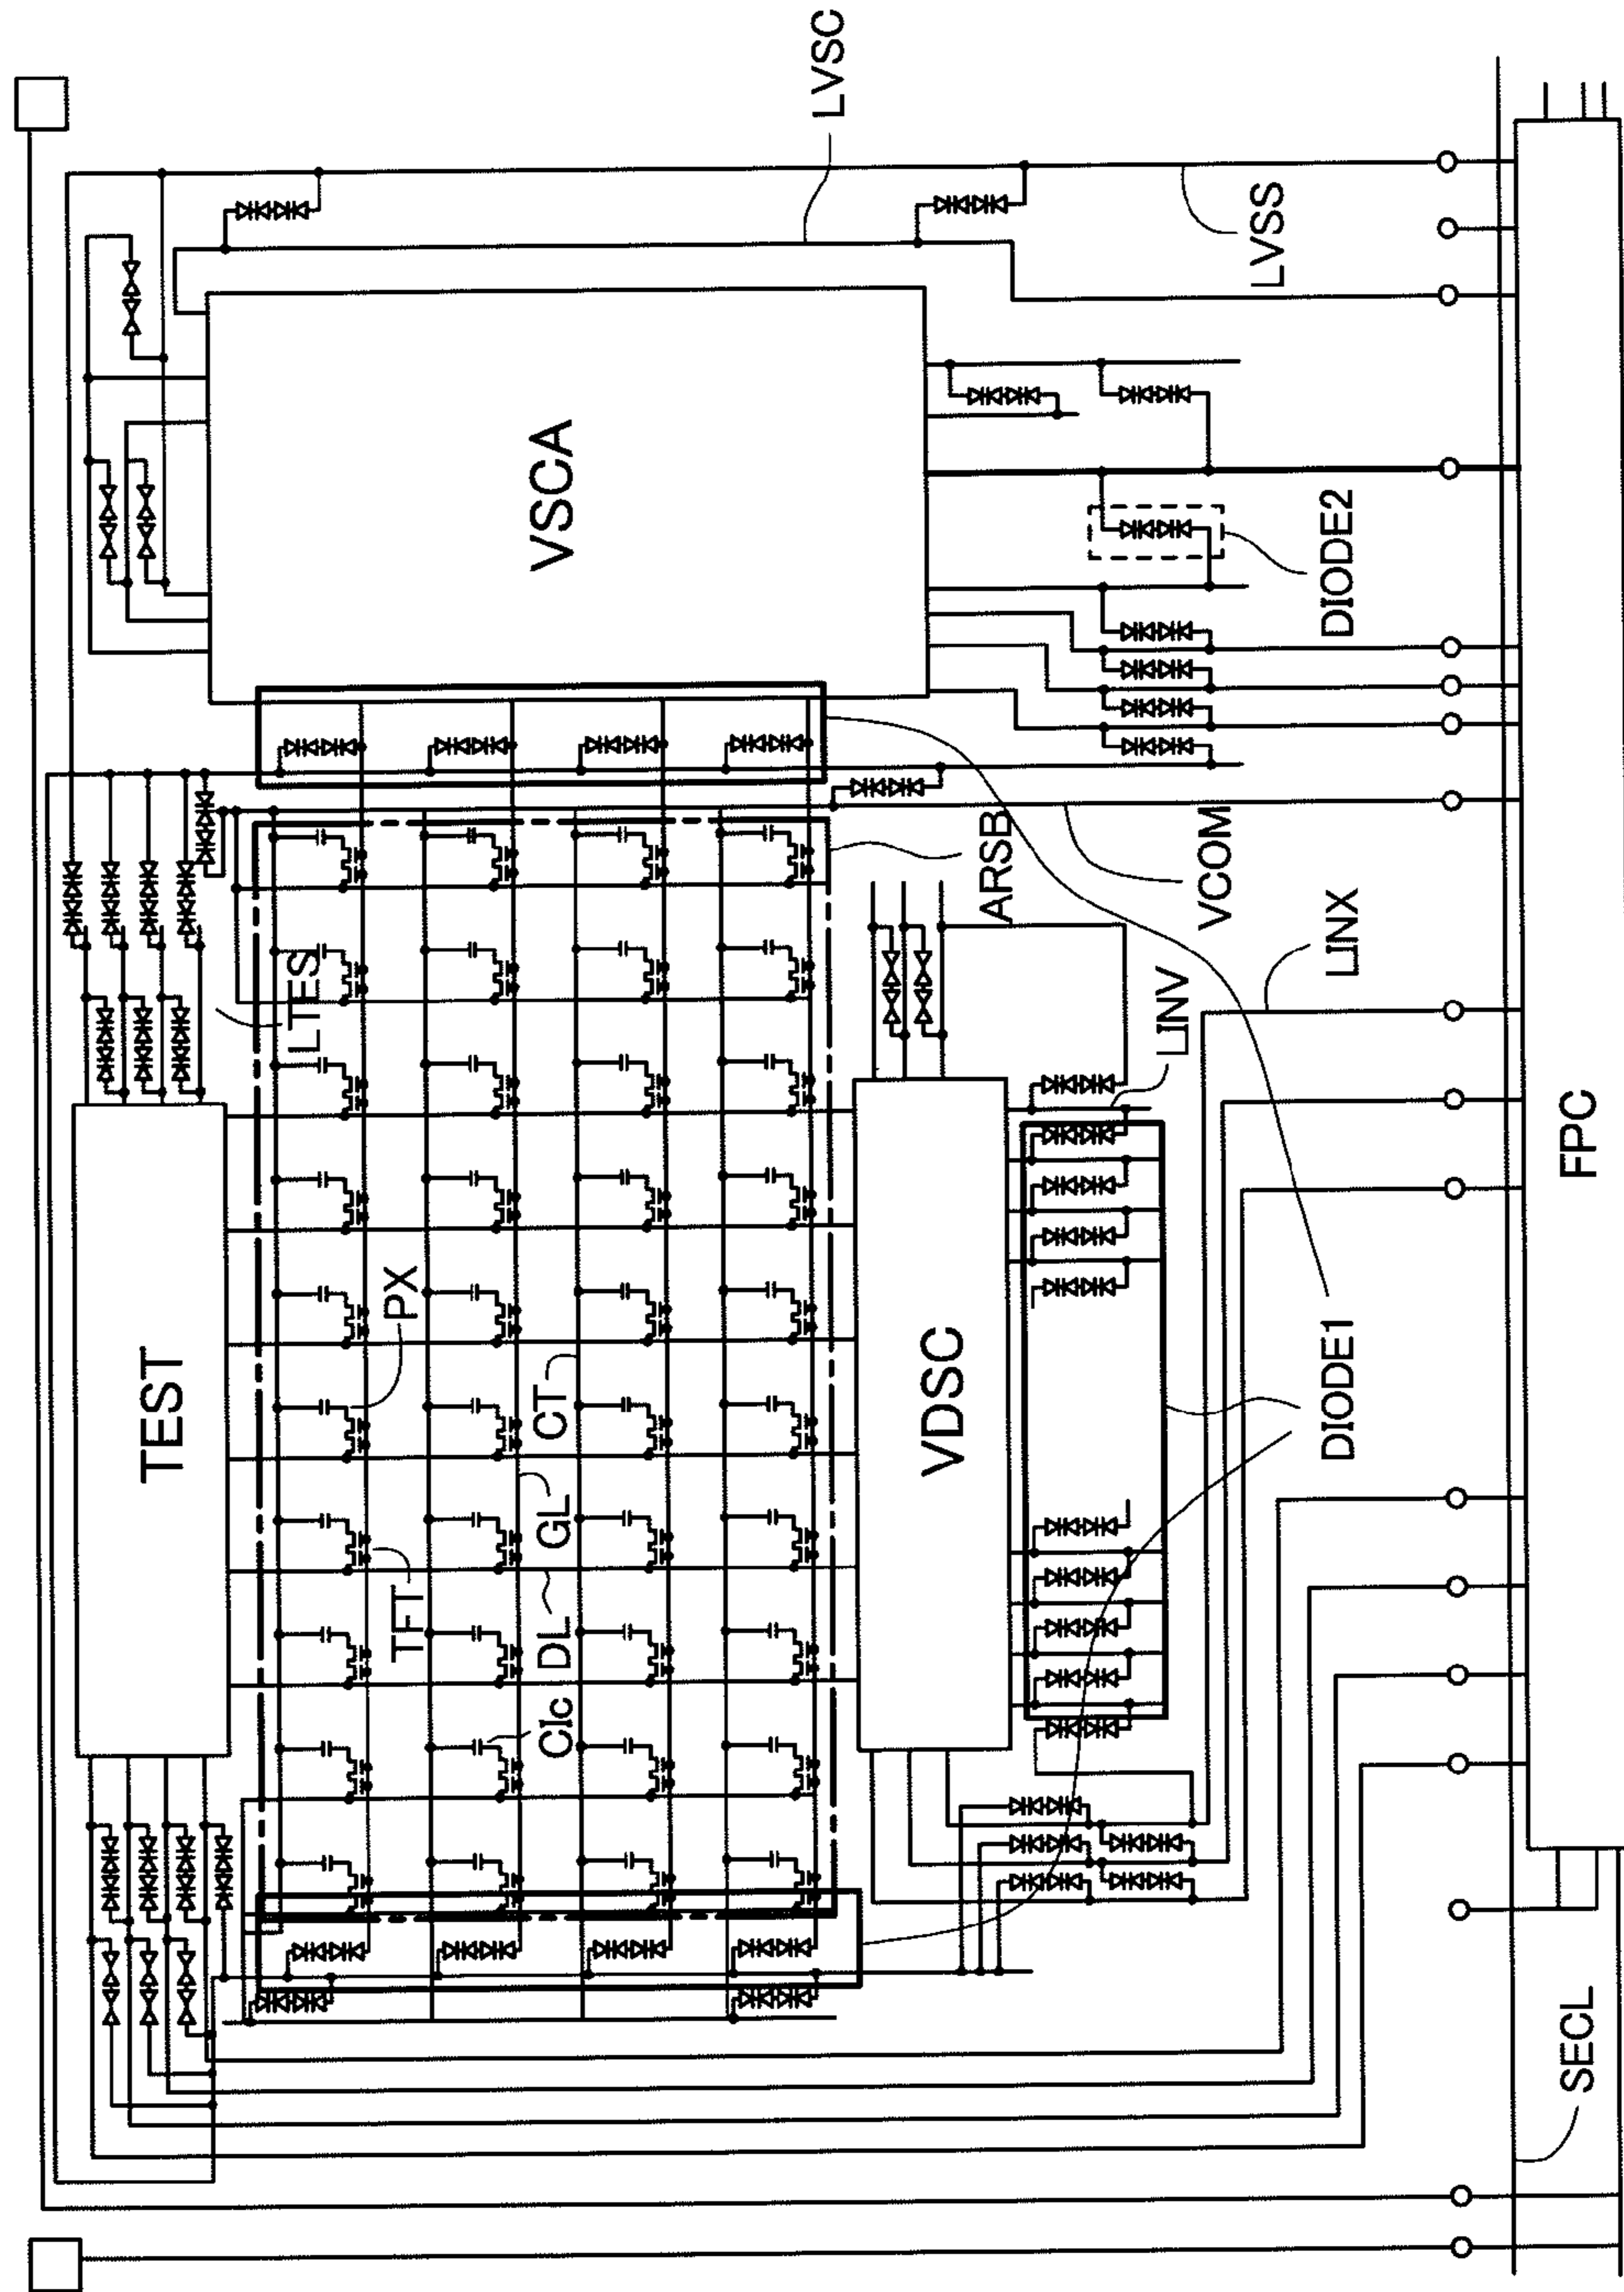 LVSC
LVSS
VSCA
DIODE2
VCOM
ARSB
LINX
LTES
LINV
FPC
TEST
PX
CT
VDSC
DIODE1
GL
TFT
DL
Clc
SECL